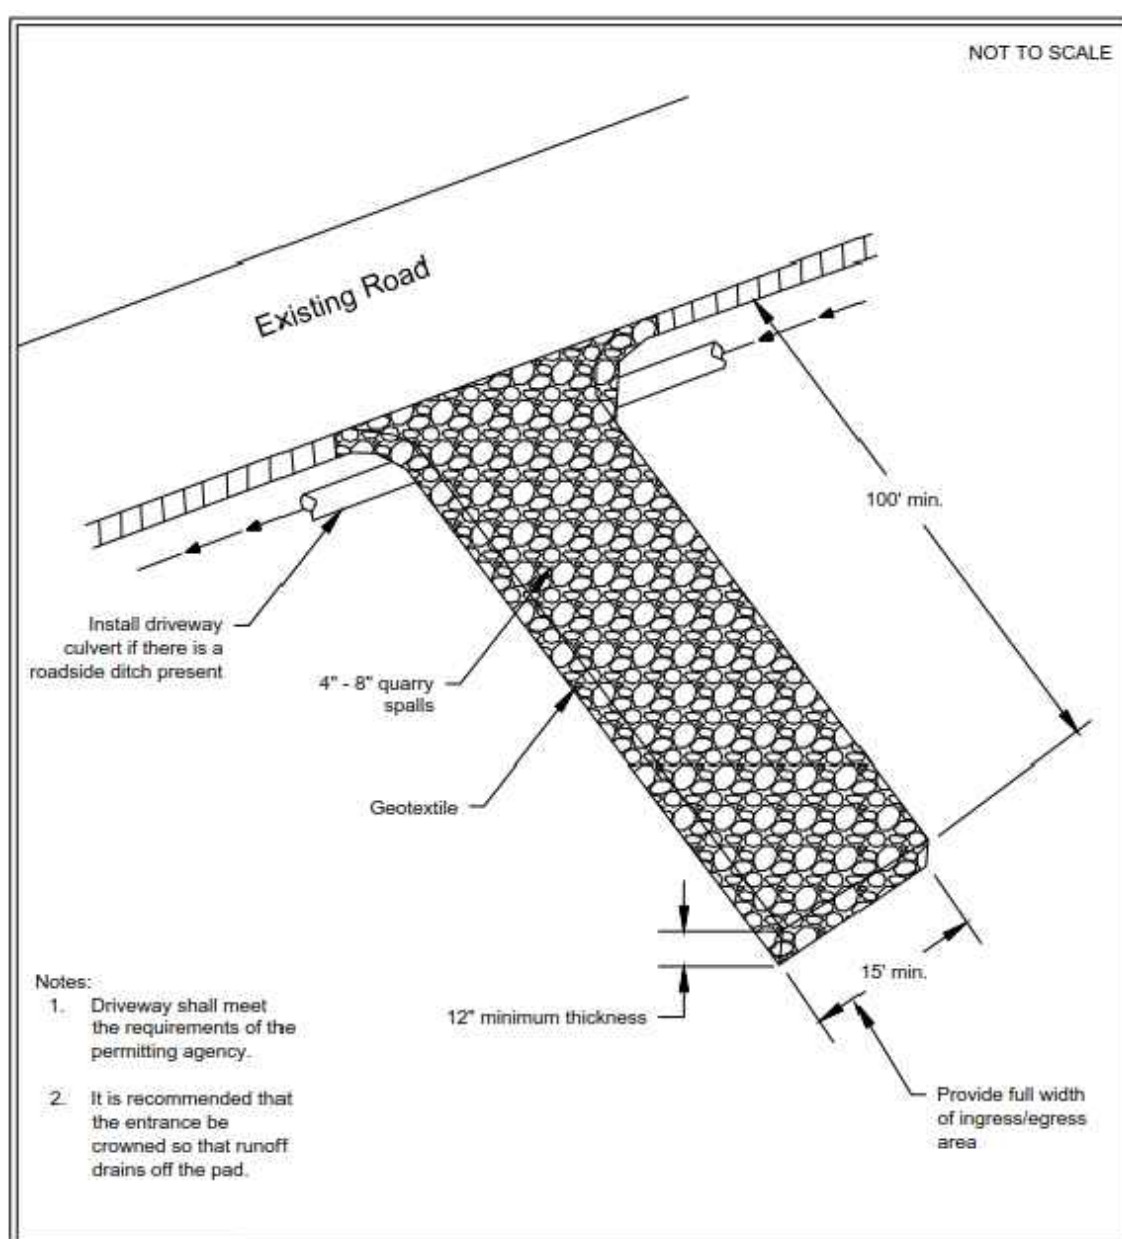 NOT TO SCALE
Existing Road
100' min.
Install driveway
culvert if there is a
roadside ditch present
4" - 8" quarry
spalls
Geotextile
15' min.
12" minimum thickness
Provide full width
of ingress/egress
area
Notes:
1. Driveway shall meet
the requirements of the
permitting agency.
2. It is recommended that
the entrance be
crowned so that runoff
drains off the pad.